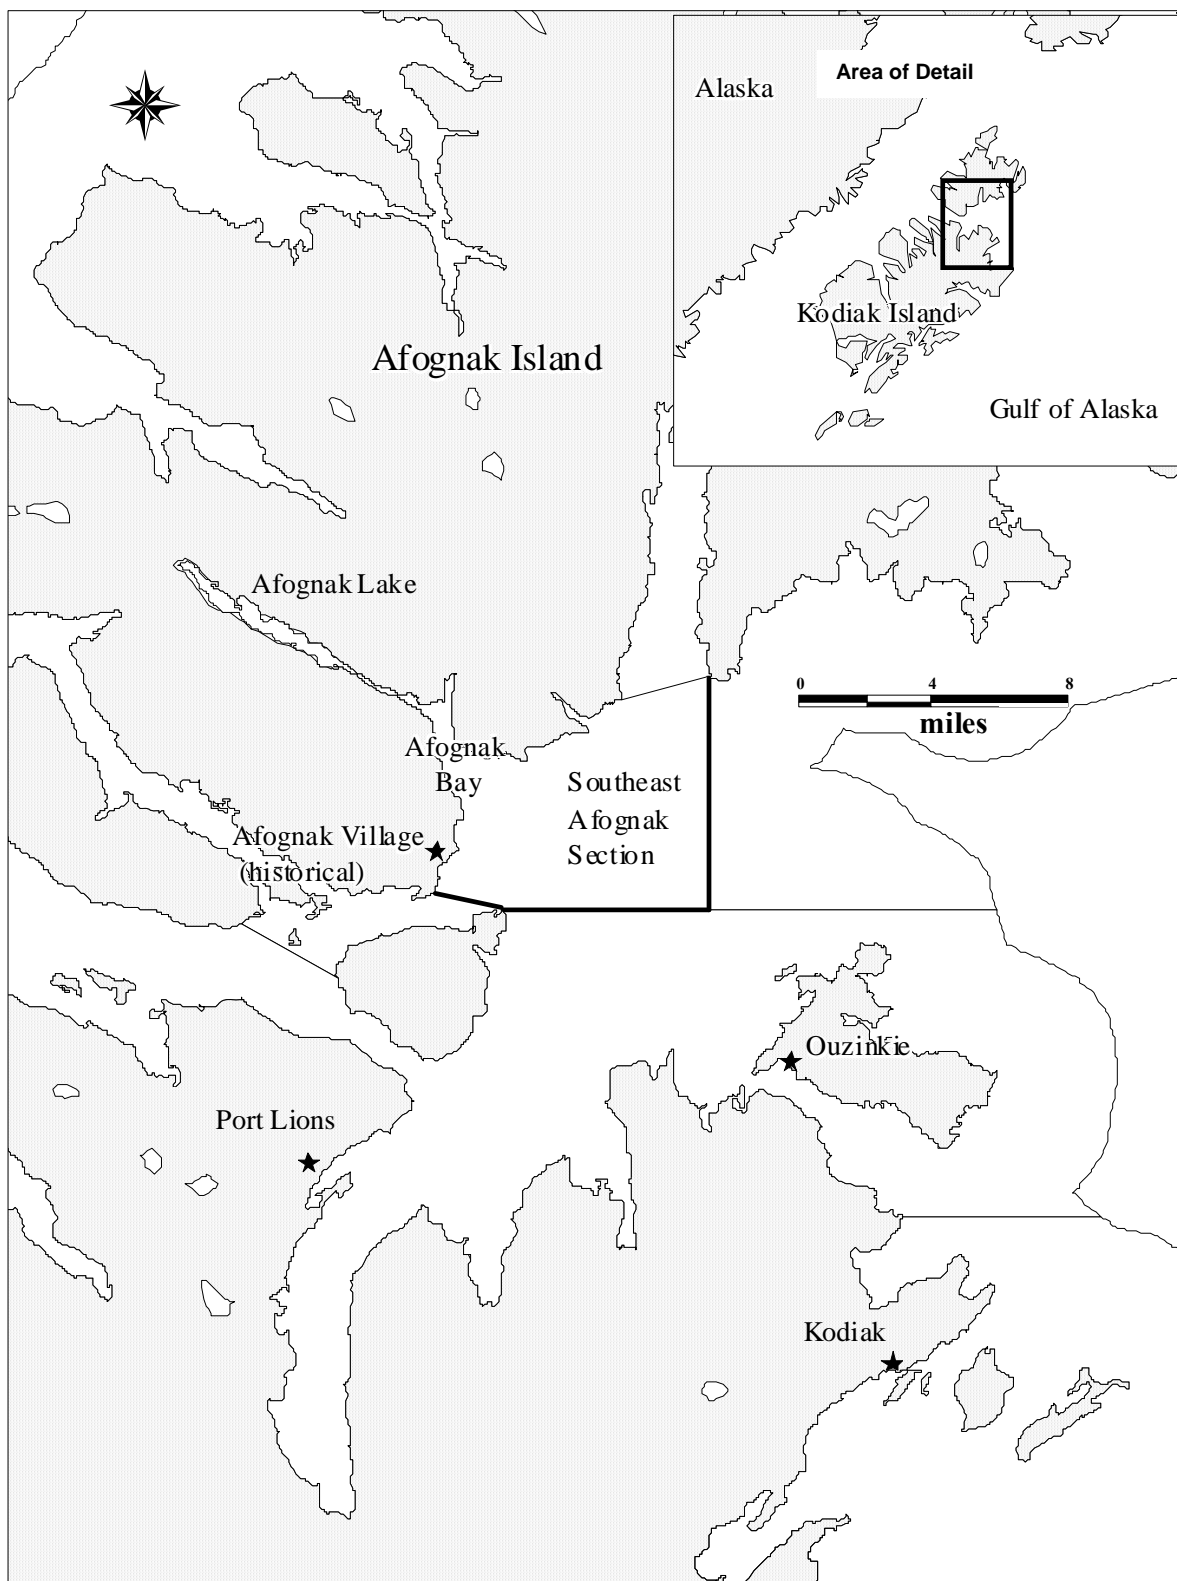 Area of Detail
Alaska
Kodiak Island
Gulf of Alaska
Afognak Island
Afognak Lake
0 4 8
miles
Afognak
Bay
Southeast
Afognak
Section
Afognak Village
(historical)
Ouzinkie
Port Lions
Kodiak